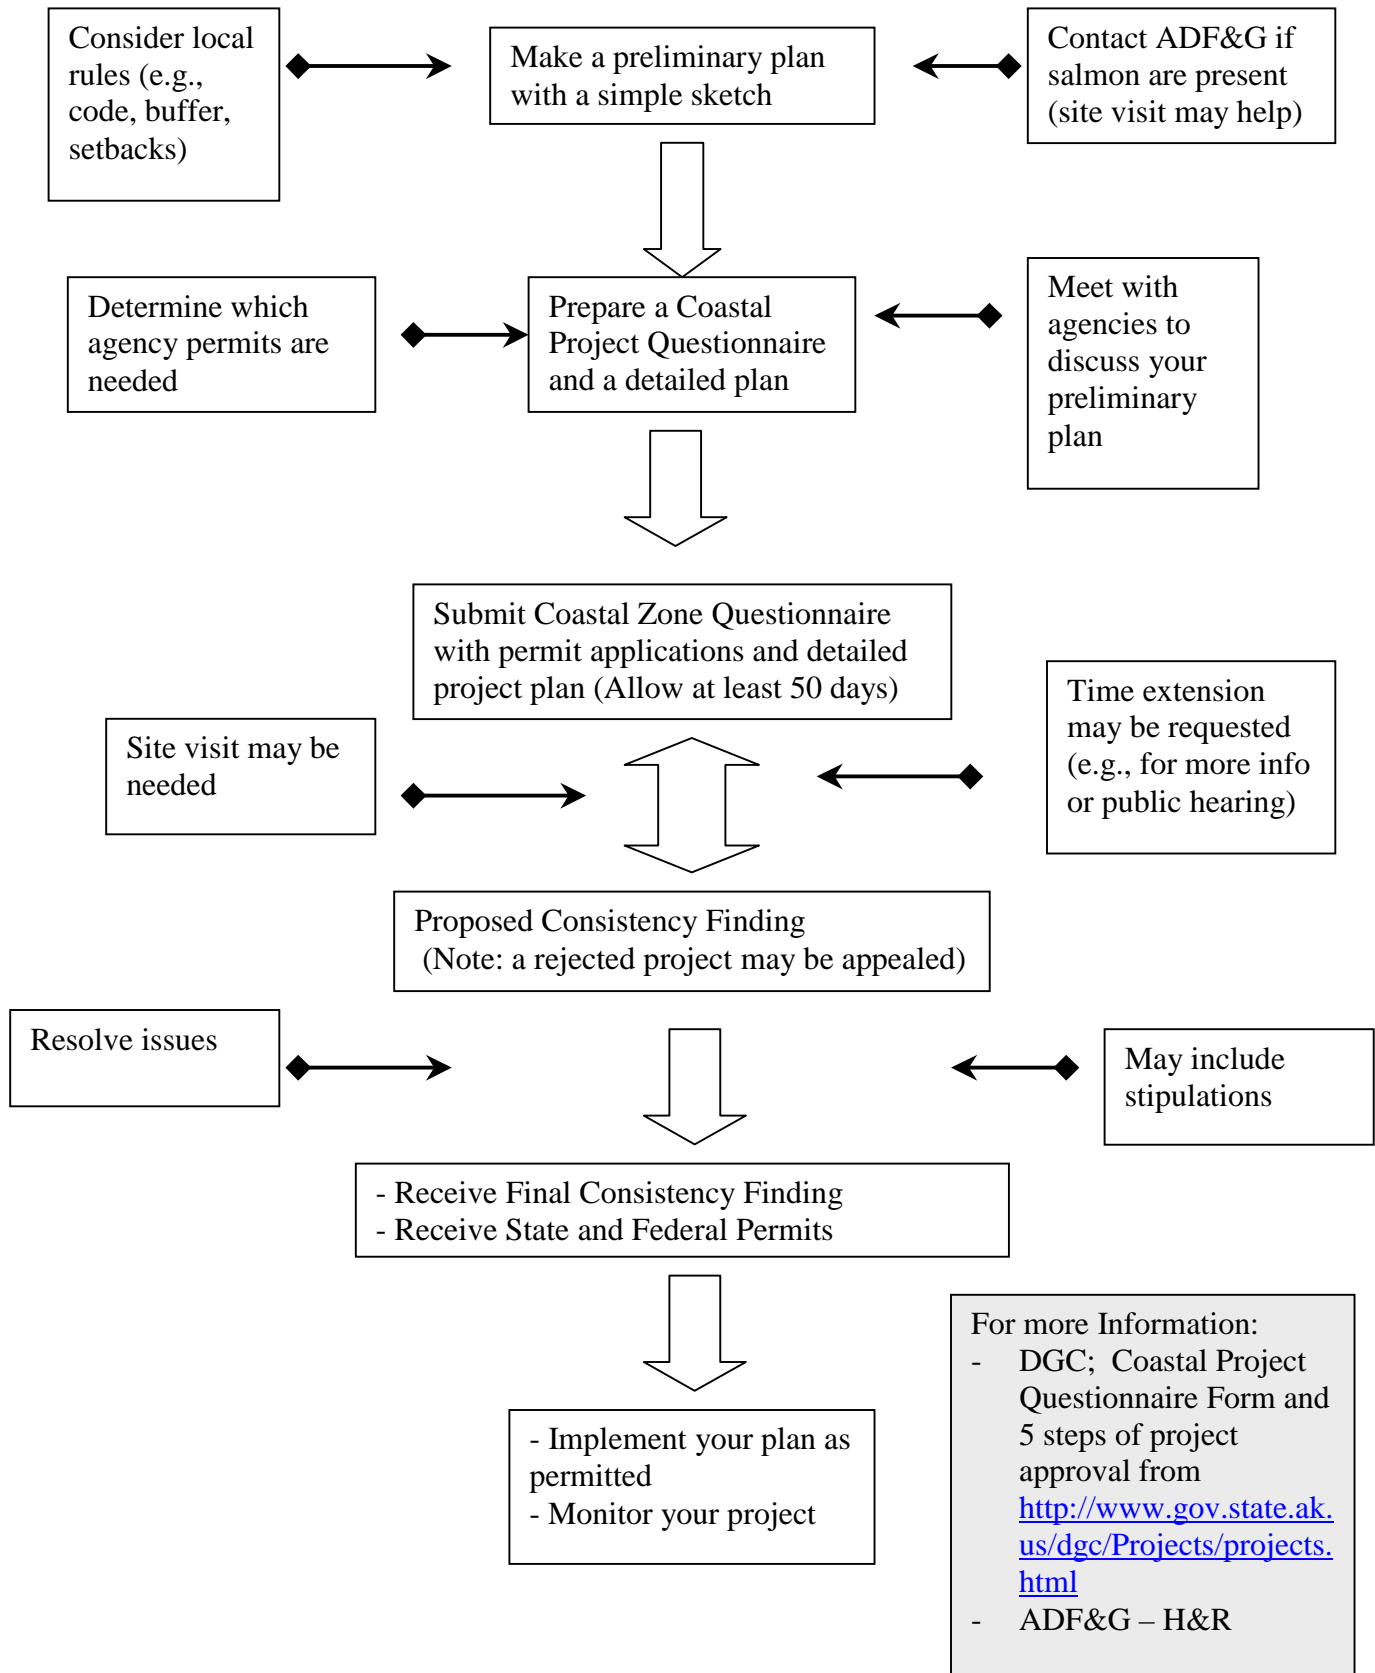 Consider local
rules (e.g.,
code, buffer,
setbacks)
Make a preliminary plan
with a simple sketch
Contact ADF&G if
salmon are present
(site visit may help)
Determine which
agency permits are
needed
Prepare a Coastal
Project Questionnaire
and a detailed plan
Meet with
agencies to
discuss your
preliminary
plan
Submit Coastal Zone Questionnaire
with permit applications and detailed
project plan (Allow at least 50 days)
Site visit may be
needed
Time extension
may be requested
(e.g., for more info
or public hearing)
Proposed Consistency Finding
(Note: a rejected project may be appealed)
Resolve issues
May include
stipulations
- Receive Final Consistency Finding
- Receive State and Federal Permits
- Implement your plan as
permitted
- Monitor your project
For more Information:
- DGC; Coastal Project
Questionnaire Form and
5 steps of project
approval from
http://www.gov.state.ak.
us/dgc/Projects/projects.
html
- ADF&G – H&R